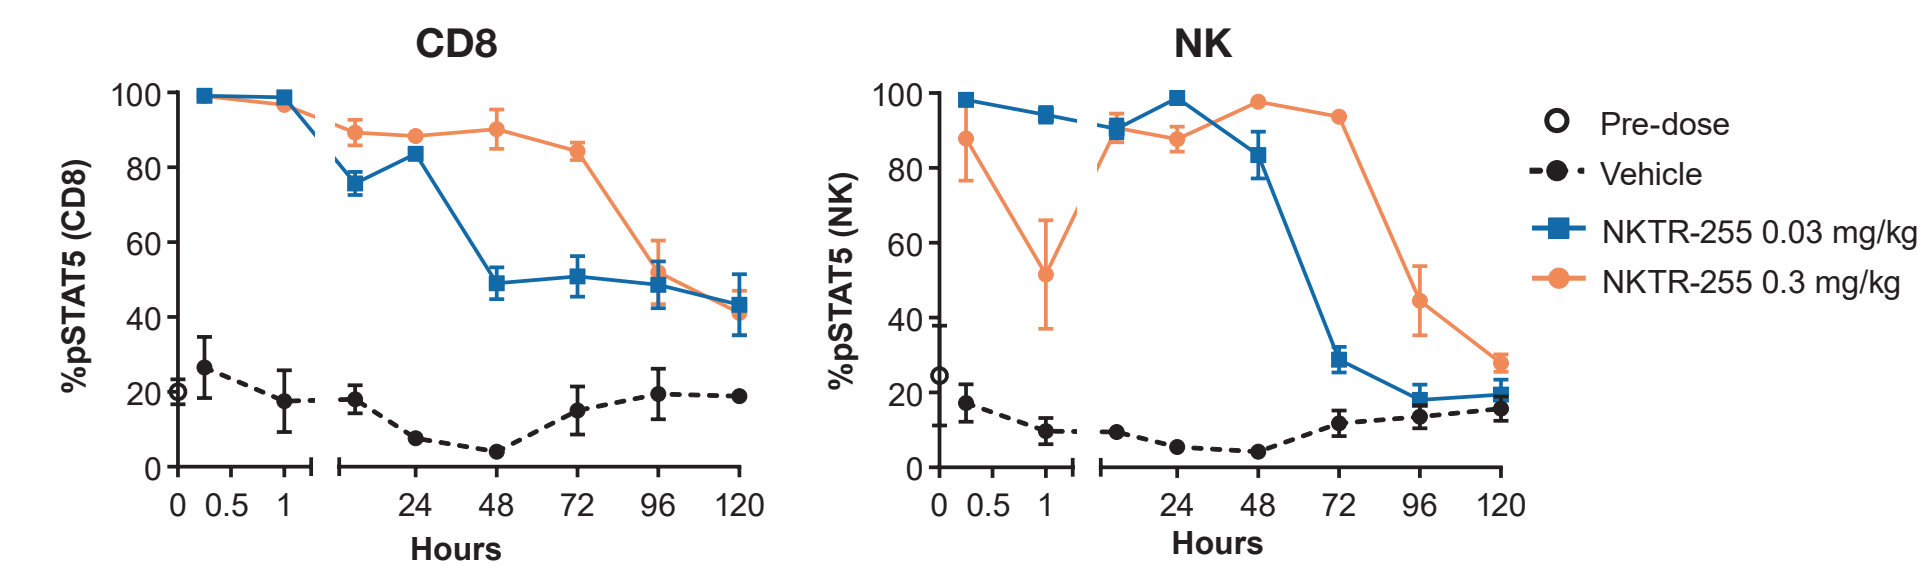 CD8
%pSTAT5 (CD8)
100
80
60
40
20
0
0 0.5 1 24 48 72 96 120
Hours
NK
%pSTAT5 (NK)
100
80
60
40
20
0
0 0.5 1 24 48 72 96 120
Hours
Pre-dose
Vehicle
NKTR-255 0.03 mg/kg
NKTR-255 0.3 mg/kg